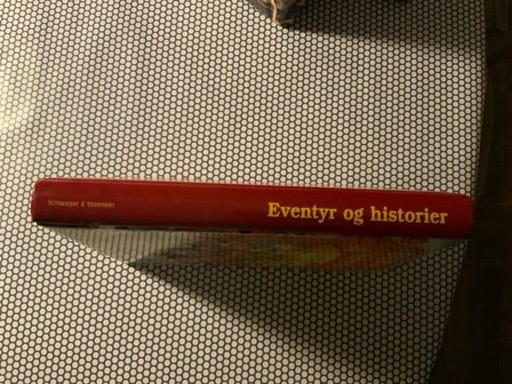 Schwager & Steinlein
Eventyr og historier